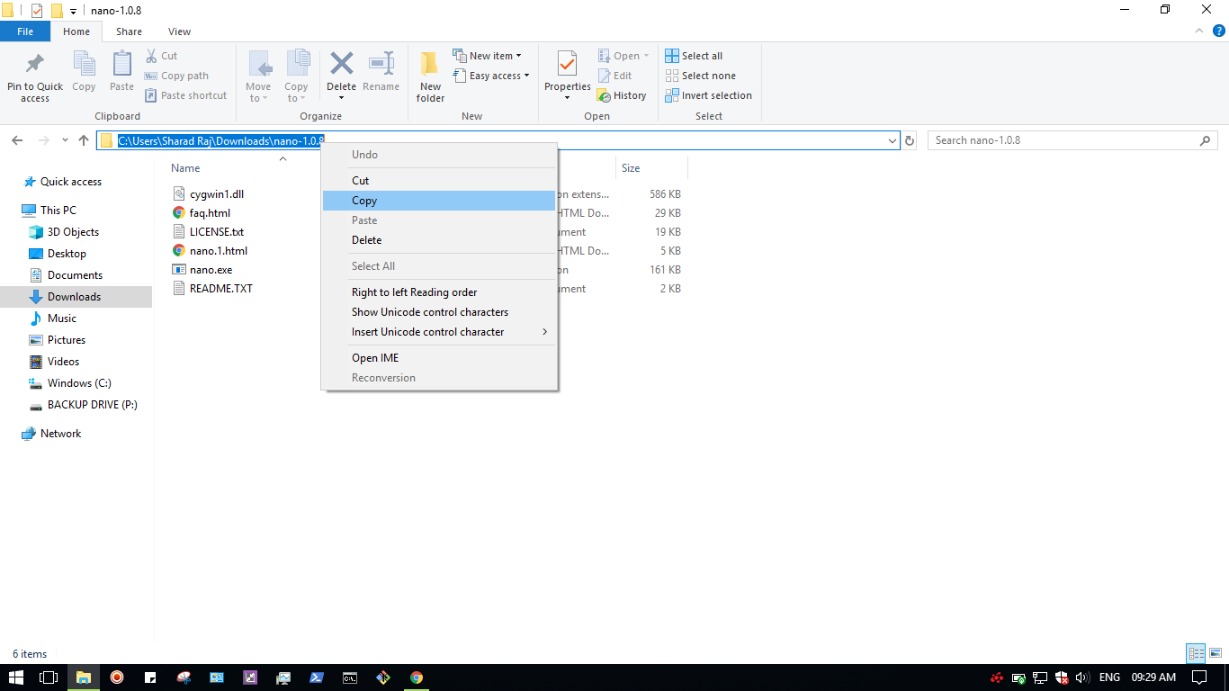 nano-1.0.8
File Home Share View
Pin to Quick access
Copy
Paste
Cut
Copy path
Paste shortcut
Clipboard
Move to
Copy to
Delete
Rename
Organize
New folder
New item
Easy access
New
Properties
Open
Edit
History
Open
Select all
Select none
Invert selection
Select
C:\Users\Sharad Raj\Downloads\nano-1.0.8
Search nano-1.0.8
Quick access
This PC
3D Objects
Desktop
Documents
Downloads
Music
Pictures
Videos
Windows (C:)
BACKUP DRIVE (P:)
Network
Name Size
cygwin1.dll on extens... 586 KB
faq.html HTML Do... 29 KB
LICENSE.txt ument 19 KB
nano.1.html HTML Do... 5 KB
nano.exe on 161 KB
README.TXT ument 2 KB
Undo
Cut
Copy
Paste
Delete
Select All
Right to left Reading order
Show Unicode control characters
Insert Unicode control character
Open IME
Reconversion
6 items
ENG 09:29 AM